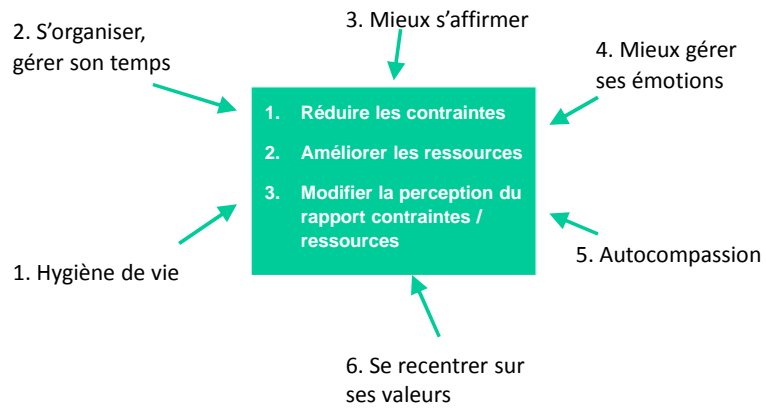 2. S’organiser,
gérer son temps
3. Mieux s’affirmer
4. Mieux gérer
ses émotions
1. Réduire les contraintes
2. Améliorer les ressources
3. Modifier la perception du
rapport contraintes /
ressources
1. Hygiène de vie
5. Autocompassion
6. Se recentrer sur
ses valeurs